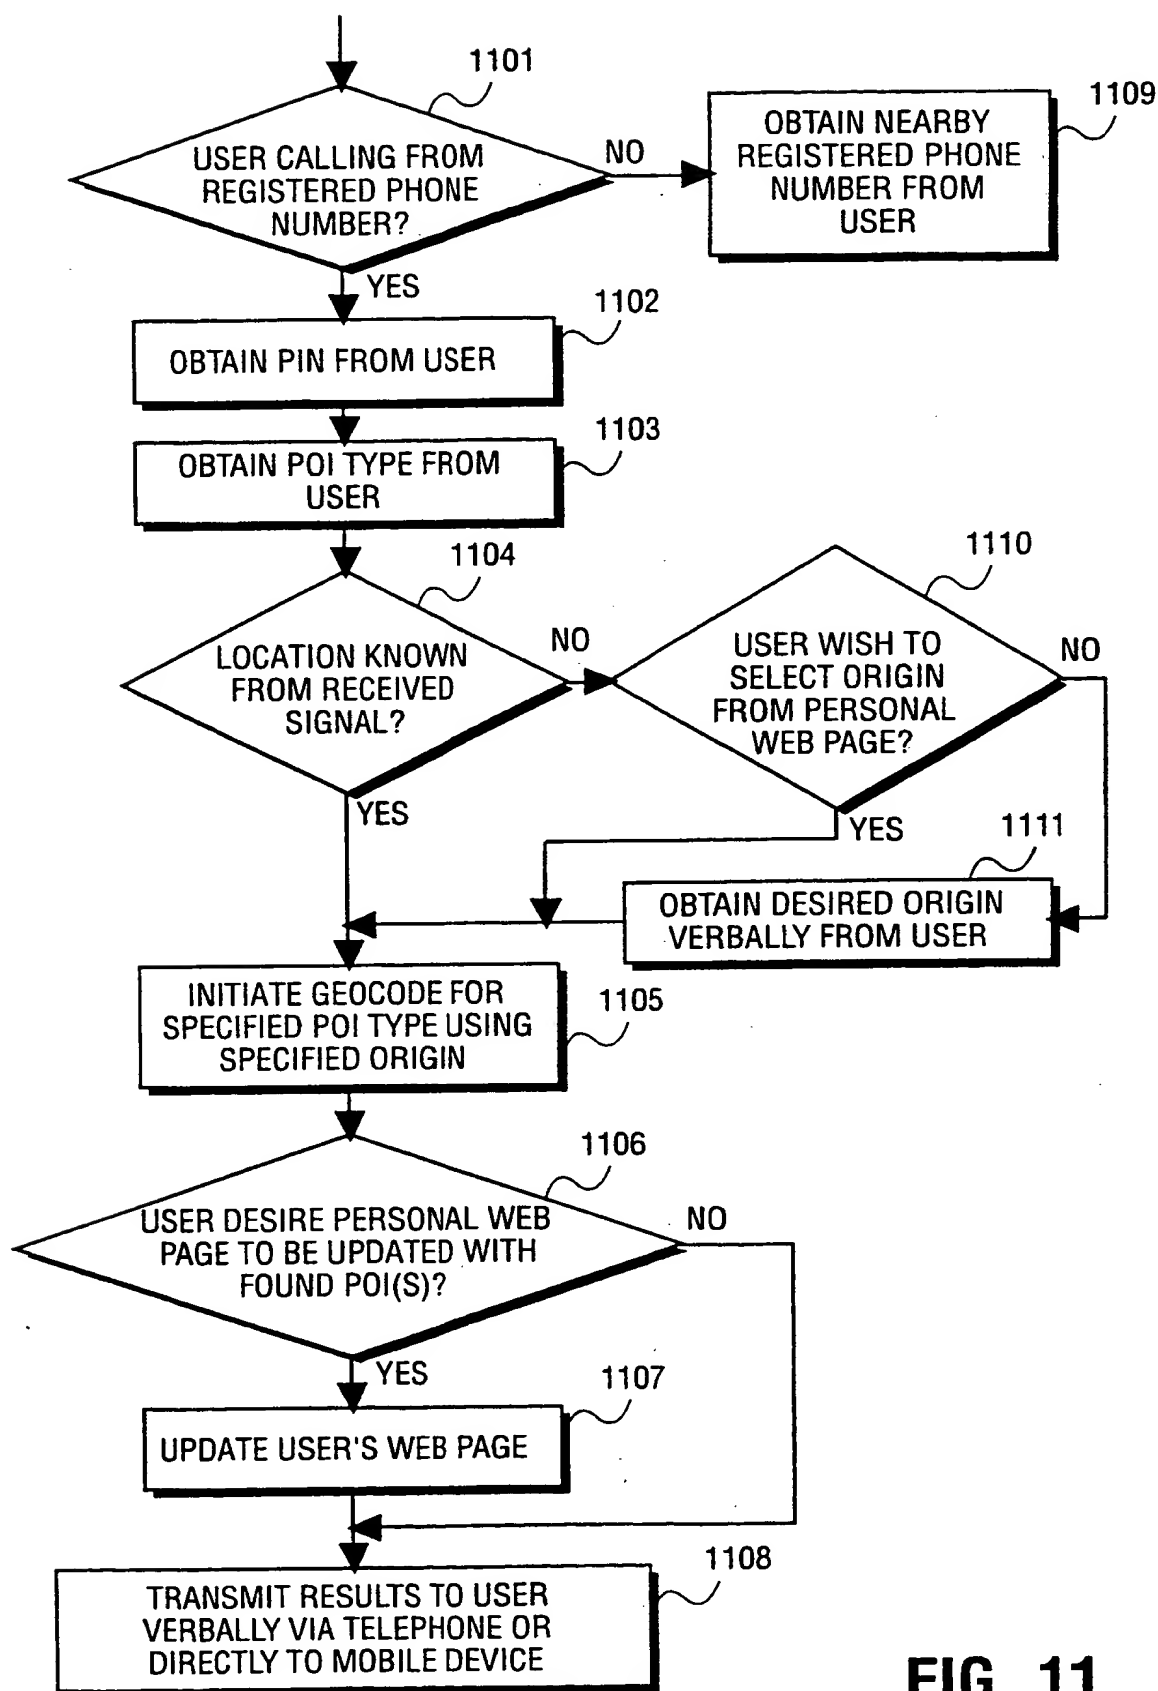 1101
USER CALLING FROM
REGISTERED PHONE
NUMBER?
NO
OBTAIN NEARBY
REGISTERED PHONE
NUMBER FROM
USER
1109
YES
1102
OBTAIN PIN FROM USER
1103
OBTAIN POI TYPE FROM
USER
1104
LOCATION KNOWN
FROM RECEIVED
SIGNAL?
NO
1110
USER WISH TO
SELECT ORIGIN
FROM PERSONAL
WEB PAGE?
NO
YES
YES
1111
OBTAIN DESIRED ORIGIN
VERBALLY FROM USER
INITIATE GEOCODE FOR
SPECIFIED POI TYPE USING
SPECIFIED ORIGIN
1105
1106
USER DESIRE PERSONAL WEB
PAGE TO BE UPDATED WITH
FOUND POI(S)?
NO
YES
1107
UPDATE USER'S WEB PAGE
1108
TRANSMIT RESULTS TO USER
VERBALLY VIA TELEPHONE OR
DIRECTLY TO MOBILE DEVICE
FIG. 11